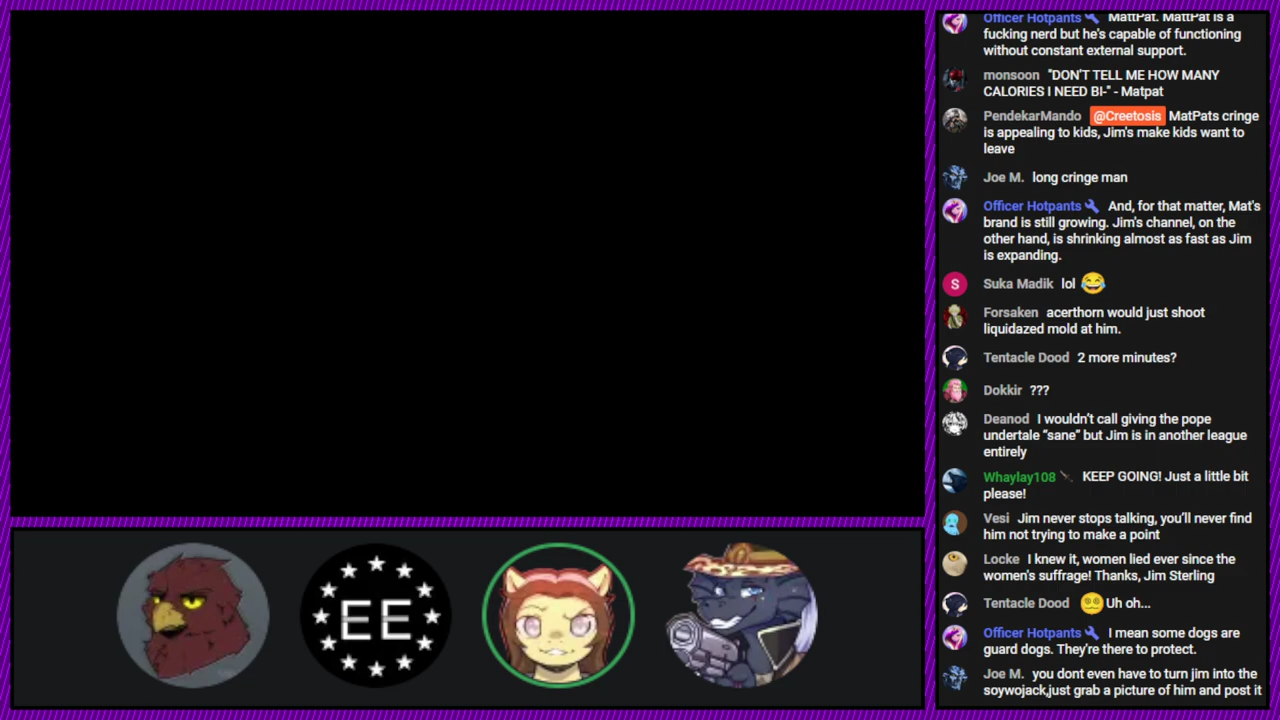 Officer Hotpants MattPat. MattPat is a
fucking nerd but he's capable of functioning
without constant external support.
monsoon "DON'T TELL ME HOW MANY
CALORIES I NEED BI-" - Matpat
PendekarMando @Creetosis MatPats cringe
is appealing to kids, Jim's make kids want to
leave
Joe M. long cringe man
Officer Hotpants And, for that matter, Mat's
brand is still growing. Jim's channel, on the
other hand, is shrinking almost as fast as Jim
is expanding.
S Suka Madik lol 😂
Forsaken acerthorn would just shoot
liquidazed mold at him.
Tentacle Dood 2 more minutes?
Dokkir ???
Deanod I wouldn't call giving the pope
undertale “sane” but Jim is in another league
entirely
Whaylay108 KEEP GOING! Just a little bit
please!
Vesi Jim never stops talking, you'll never find
him not trying to make a point
Locke I knew it, women lied ever since the
women's suffrage! Thanks, Jim Sterling
Tentacle Dood 😵‍💫Uh oh...
Officer Hotpants I mean some dogs are
guard dogs. They're there to protect.
Joe M. you dont even have to turn jim into the
soywojack,just grab a picture of him and post it
EE